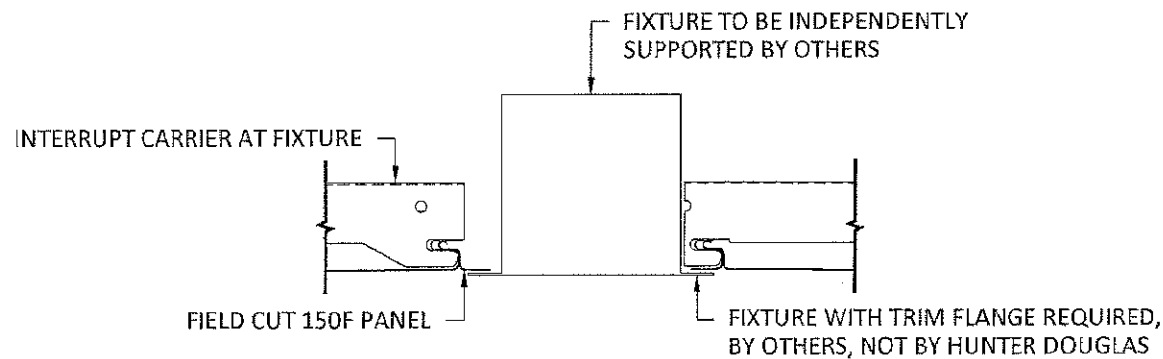 FIXTURE TO BE INDEPENDENTLY
SUPPORTED BY OTHERS
INTERRUPT CARRIER AT FIXTURE
FIELD CUT 150F PANEL
FIXTURE WITH TRIM FLANGE REQUIRED,
BY OTHERS, NOT BY HUNTER DOUGLAS